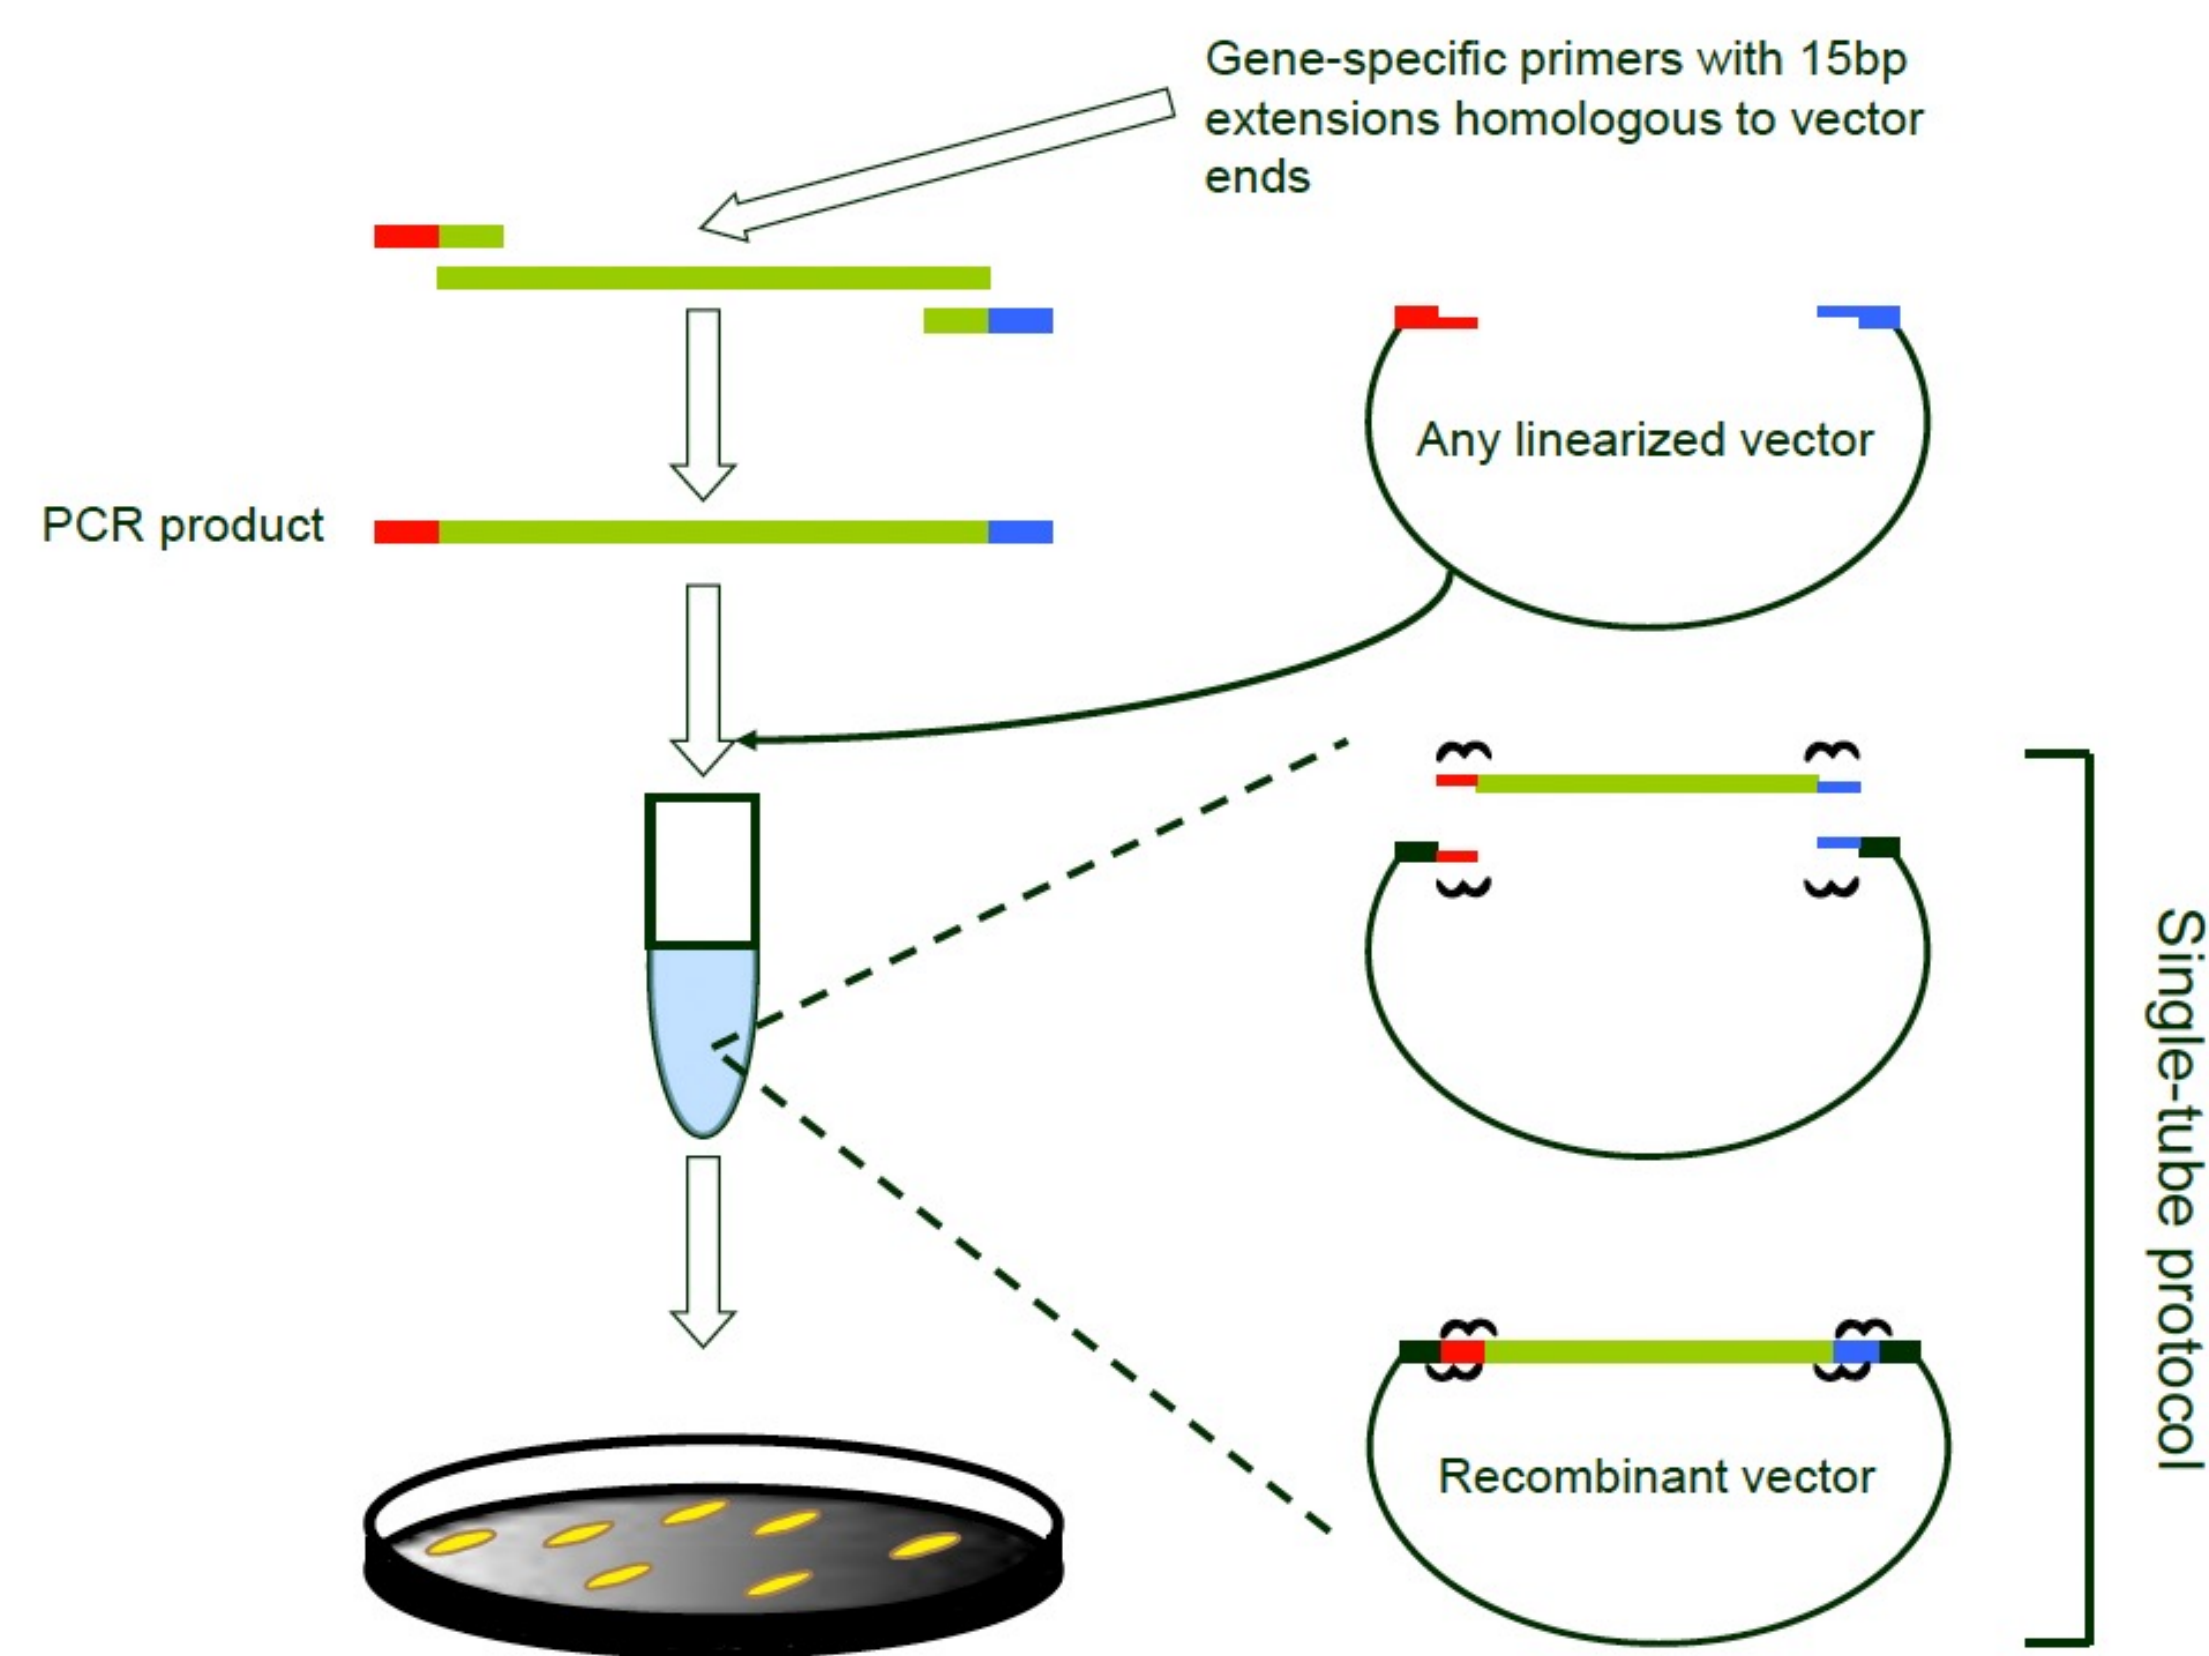 Gene-specific primers with 15bp
extensions homologous to vector
ends
Any linearized vector
PCR product
Single-tube protocol
Recombinant vector